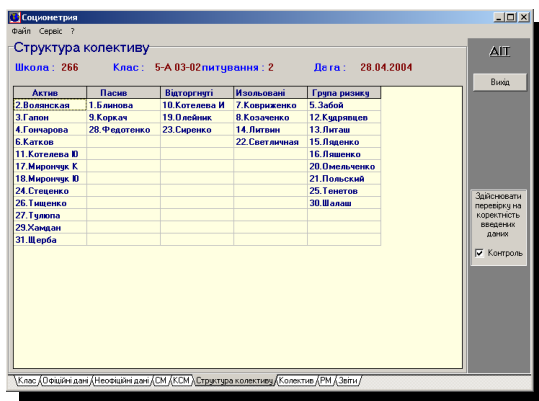 Социометрия
Файл Сервіс ?
Структура колективу
Школа : 266 Клас : 5-А 03-02 питування : 2 Дата : 28.04.2004
Актив Пасив Відторгнуті Изольовані Група ризику
2.Волянская 1.Блинова 10.Котелева И 7.Ковриженко 5.Забой
3.Гапон 9.Коркач 19.Олейник 8.Козаченко 12.Кудрявцев
4.Гончарова 28.Федотенко 23.Сиренко 14.Литвин 13.Литаш
6.Катков 22.Светличная 15.Ляденко
11.Котелева Ю 16.Ляшенко
17.Мирончук К 20.Омельченко
18.Мирончук Ю 21.Польский
24.Стеценко 25.Тенетов
26.Тищенко 30.Шалаш
27.Тулюпа
29.Хамдан
31.Щерба
АІТ
Вихід
Здійснювати
перевірку на
коректність
введених
даних
Контроль
Клас Офіційні дані Неофіційні дані СМ КСМ Структура колективу Колектив РМ Звіти